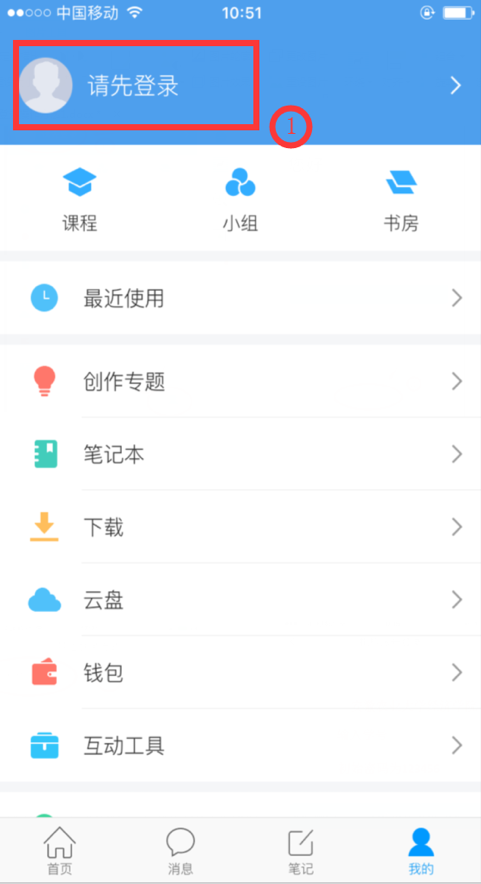 中国移动 10:51
请先登录
1
课程 小组 书房
最近使用
创作专题
笔记本
下载
云盘
钱包
互动工具
首页 消息 笔记 我的